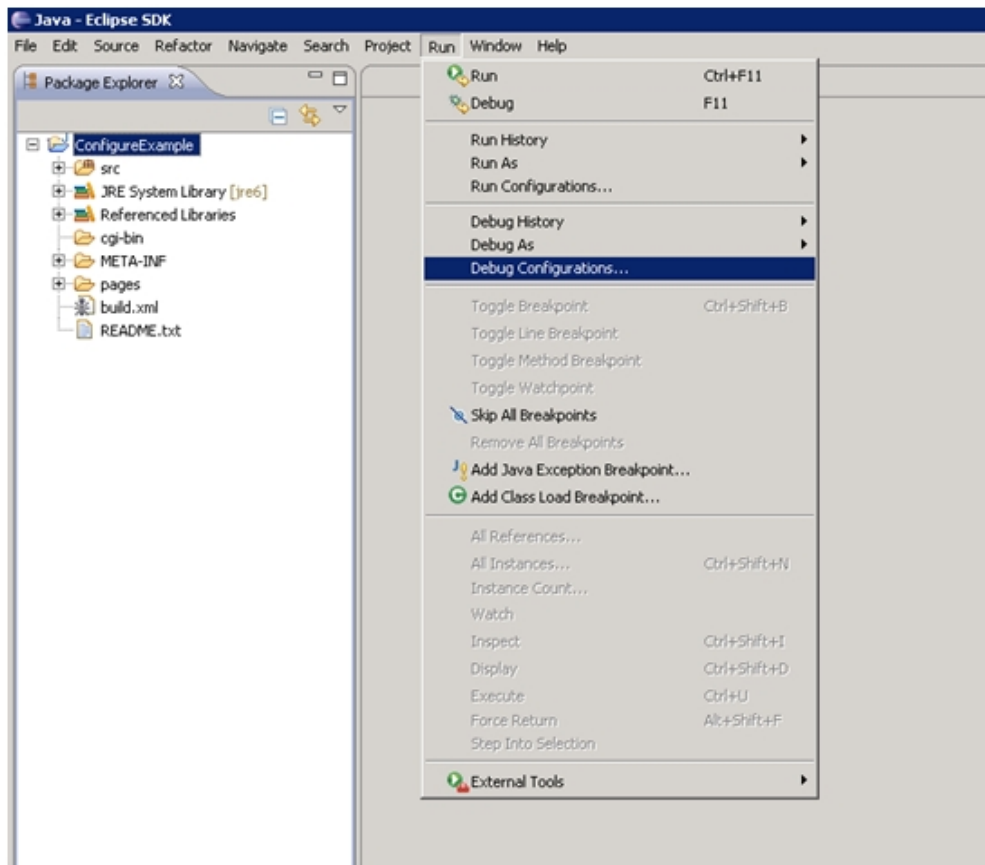 Java - Eclipse SDK
File Edit Source Refactor Navigate Search Project Run Window Help
Package Explorer
ConfigureExample
src
JRE System Library [jre6]
Referenced Libraries
cgi-bin
META-INF
pages
build.xml
README.txt
Run Ctrl+F11
Debug F11
Run History
Run As
Run Configurations...
Debug History
Debug As
Debug Configurations...
Toggle Breakpoint Ctrl+Shift+B
Toggle Line Breakpoint
Toggle Method Breakpoint
Toggle Watchpoint
Skip All Breakpoints
Remove All Breakpoints
Add Java Exception Breakpoint...
Add Class Load Breakpoint...
All References...
All Instances... Ctrl+Shift+N
Instance Count...
Watch
Inspect Ctrl+Shift+I
Display Ctrl+Shift+D
Execute Ctrl+U
Force Return Alt+Shift+F
Step Into Selection
External Tools